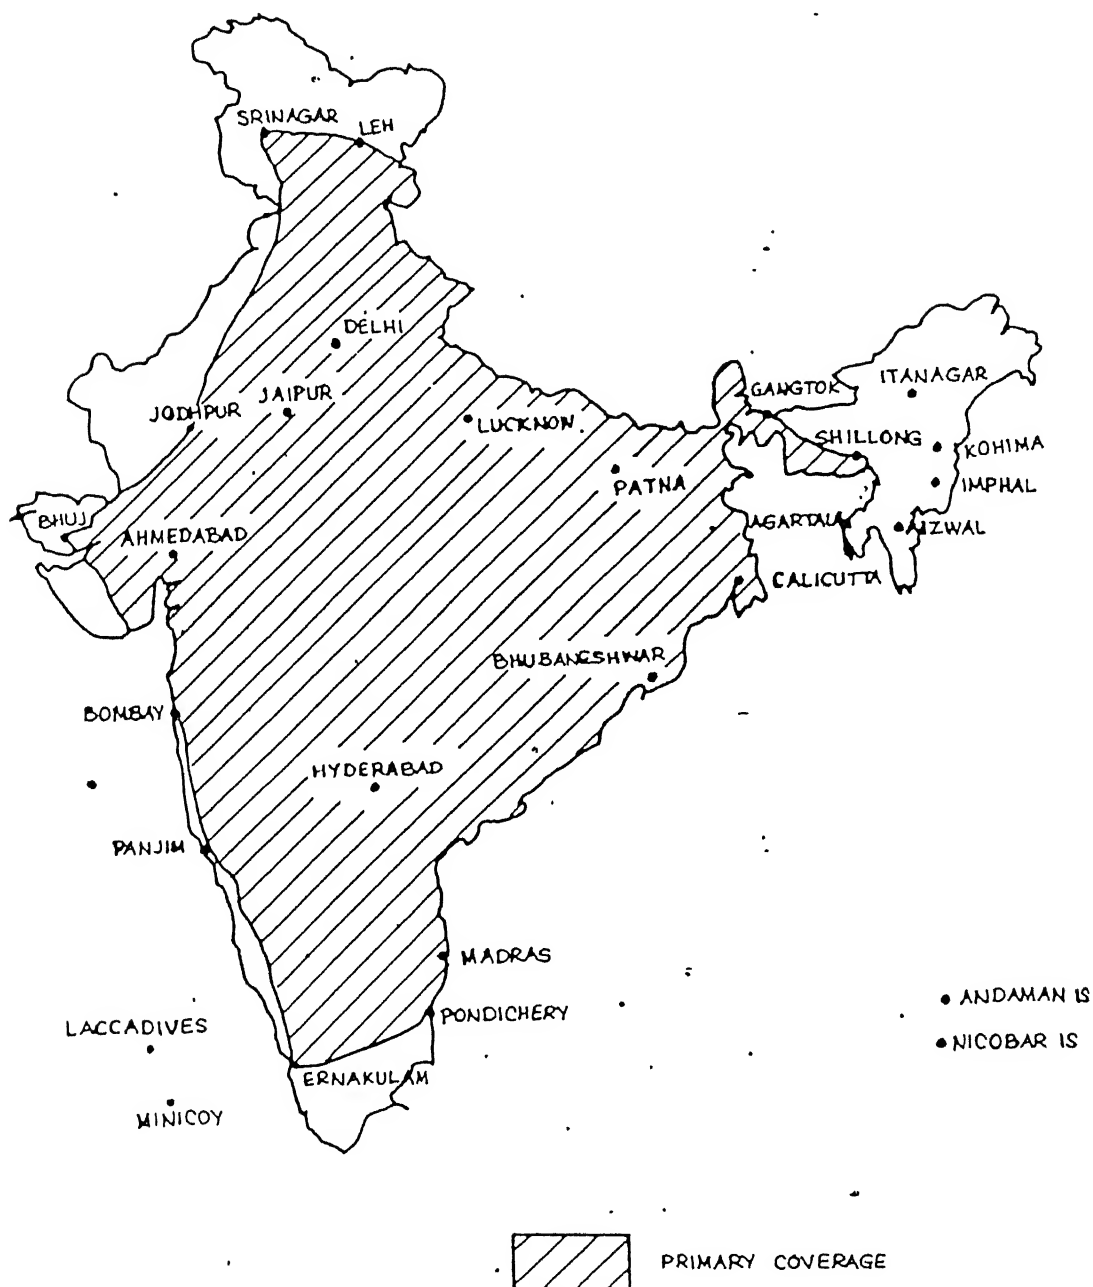 SRINAGAR
LEH
DELHI
JAIPUR
JODHPUR
LUCKNOW
GANGTOK
ITANAGAR
SHILLONG
KOHIMA
PATNA
IMPHAL
BHUJ
AGARTALA
AIZWAL
AHMEDABAD
CALICUTTA
BHUBANESHWAR
BOMBAY
HYDERABAD
PANJIM
MADRAS
ANDAMAN IS
PONDICHERY
LACCADIVES
NICOBAR IS
ERNAKULAM
MINICOY
PRIMARY COVERAGE